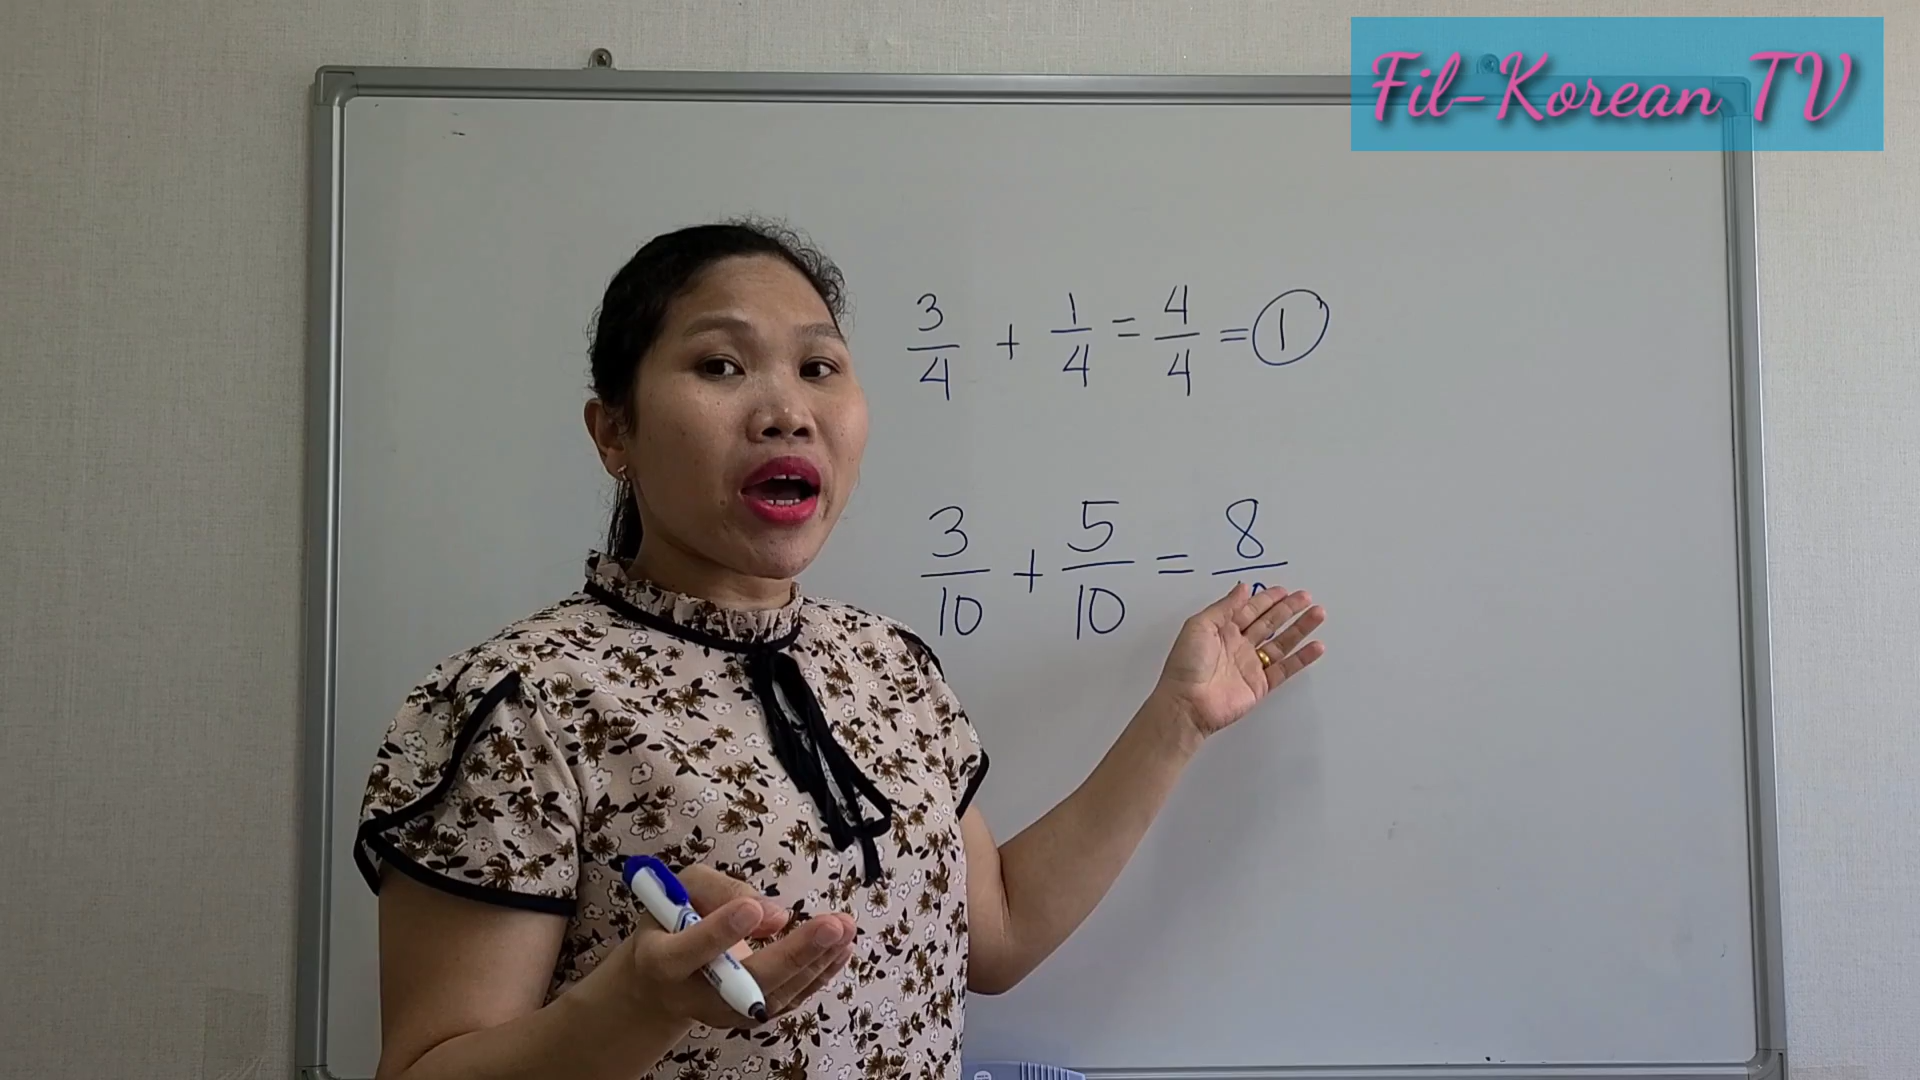 Fil-Korean TV
3/4 + 1/4 = 4/4 = 1
3/10 + 5/10 = 8/